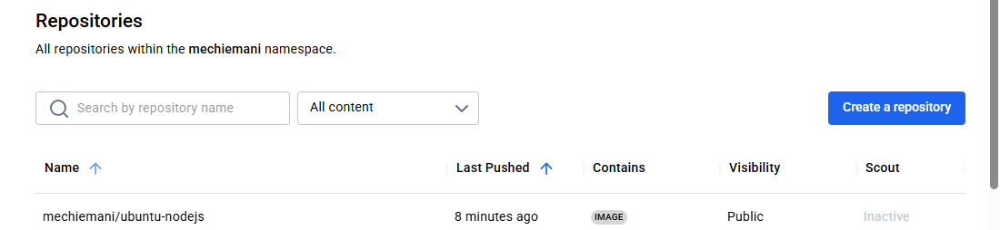 Repositories
All repositories within the mechiemani namespace.
Search by repository name
All content
Create a repository
Name Last Pushed Contains Visibility Scout
mechiemani/ubuntu-nodejs 8 minutes ago IMAGE Public Inactive